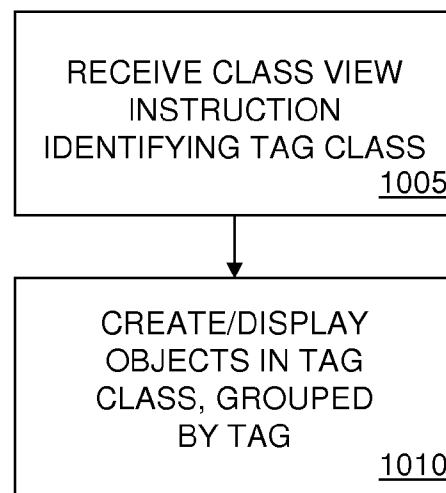 RECEIVE CLASS VIEW
INSTRUCTION
IDENTIFYING TAG CLASS
1005
CREATE/DISPLAY
OBJECTS IN TAG
CLASS, GROUPED
BY TAG
1010